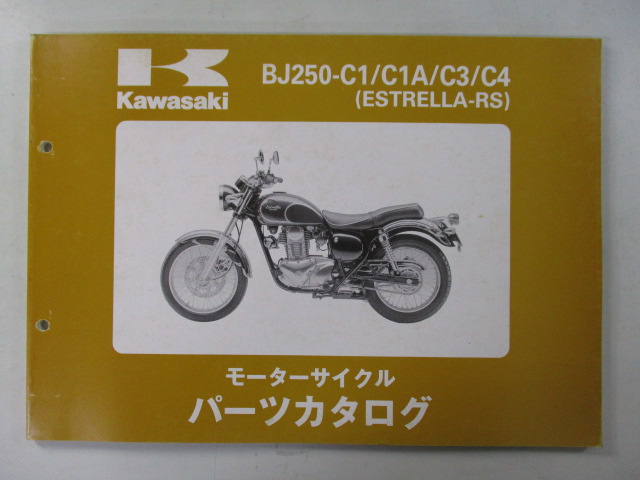 Kawasaki
BJ250-C1/C1A/C3/C4
(ESTRELLA-RS)
モーターサイクル
パーツカタログ